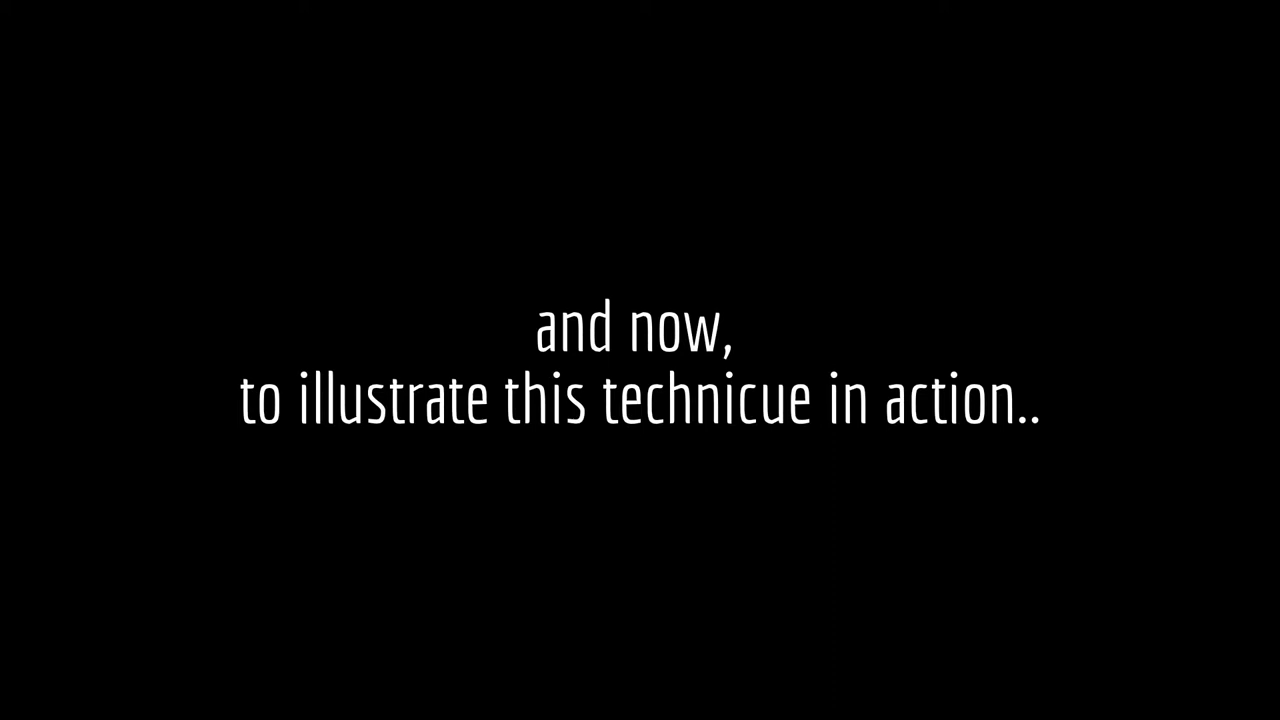 and now,
to illustrate this technicue in action..